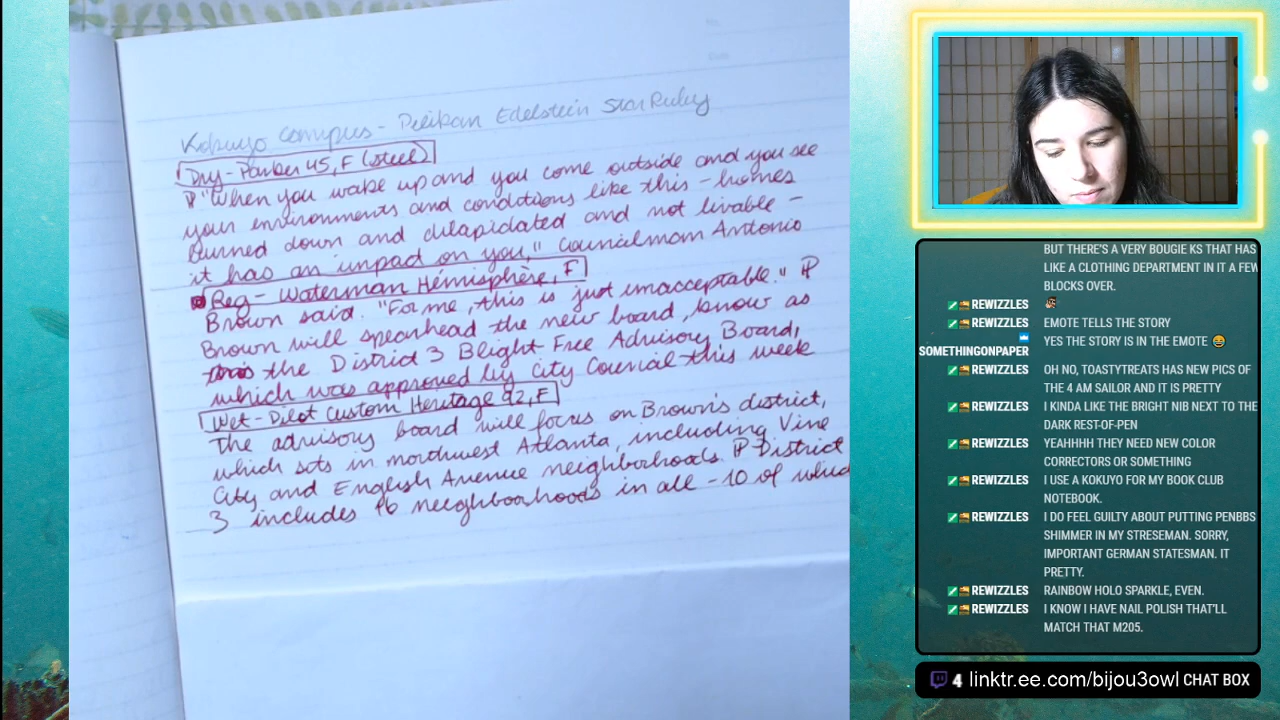 Kokuyo Campus - Pelikan Edelstein Star Ruby
Dry - Parker 45, F (steel)
"When you wake up and you come outside and you see
your environments and conditions like this - homes
burned down and dilapidated and not livable -
it has an impact on you," Councilman Antonio
Reg - Waterman Hémisphère, F
Brown said. "For me, this is just unacceptable."
Brown will spearhead the new board, know as
the District 3 Blight Free Advisory Board,
which was approved by City Council this week
Wet - Pilot Custom Heritage 92, F
The advisory board will focus on Brown's district,
which sits in northwest Atlanta, including Vine
City and English Avenue neighborhoods. District
3 includes 16 neighborhoods in all - 10 of which
BUT THERE'S A VERY BOUGIE KS THAT HAS
LIKE A CLOTHING DEPARTMENT IN IT A FEW
BLOCKS OVER.
REWIZZLES
REWIZZLES EMOTE TELLS THE STORY
SOMETHINGONPAPER YES THE STORY IS IN THE EMOTE
REWIZZLES OH NO, TOASTYTREATS HAS NEW PICS OF
THE 4 AM SAILOR AND IT IS PRETTY
REWIZZLES I KINDA LIKE THE BRIGHT NIB NEXT TO THE
DARK REST-OF-PEN
REWIZZLES YEAHHHH THEY NEED NEW COLOR
CORRECTORS OR SOMETHING
REWIZZLES I USE A KOKUYO FOR MY BOOK CLUB
NOTEBOOK.
REWIZZLES I DO FEEL GUILTY ABOUT PUTTING PENBBS
SHIMMER IN MY STRESEMAN. SORRY,
IMPORTANT GERMAN STATESMAN. IT
PRETTY.
REWIZZLES RAINBOW HOLO SPARKLE, EVEN.
REWIZZLES I KNOW I HAVE NAIL POLISH THAT'LL
MATCH THAT M205.
4 linktr.ee.com/bijou3owl CHAT BOX